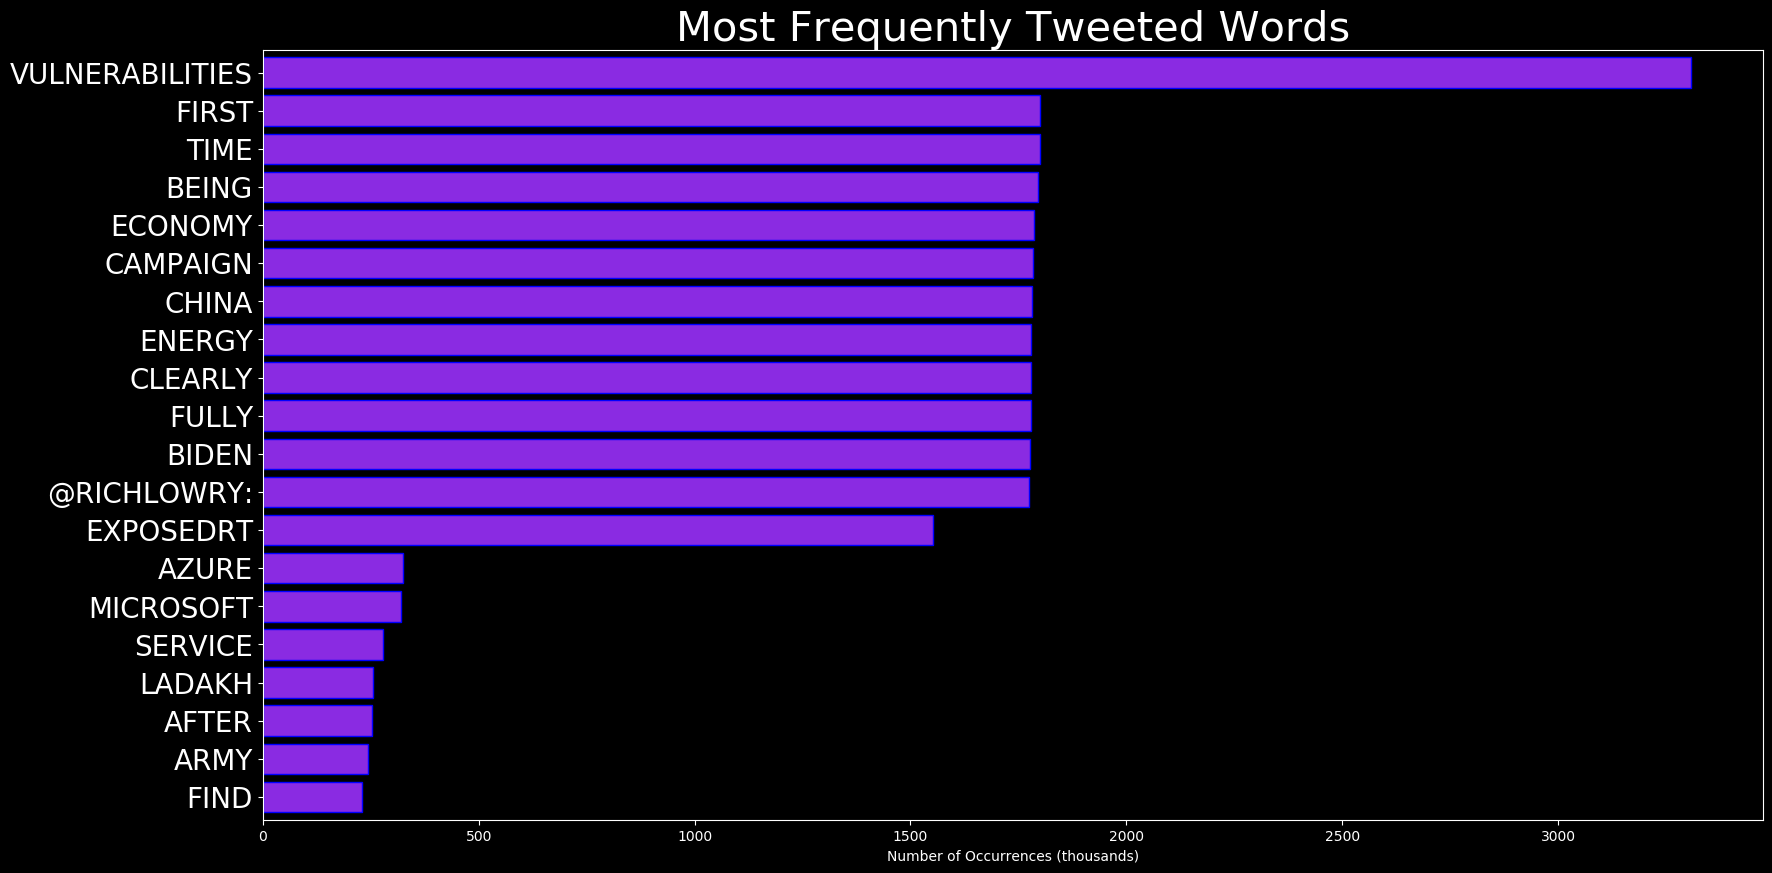 Most Frequently Tweeted Words
VULNERABILITIES
FIRST
TIME
BEING
ECONOMY
CAMPAIGN
CHINA
ENERGY
CLEARLY
FULLY
BIDEN
@RICHLOWRY:
EXPOSEDRT
AZURE
MICROSOFT
SERVICE
LADAKH
AFTER
ARMY
FIND
0 500 1000 1500 2000 2500 3000
Number of Occurrences (thousands)